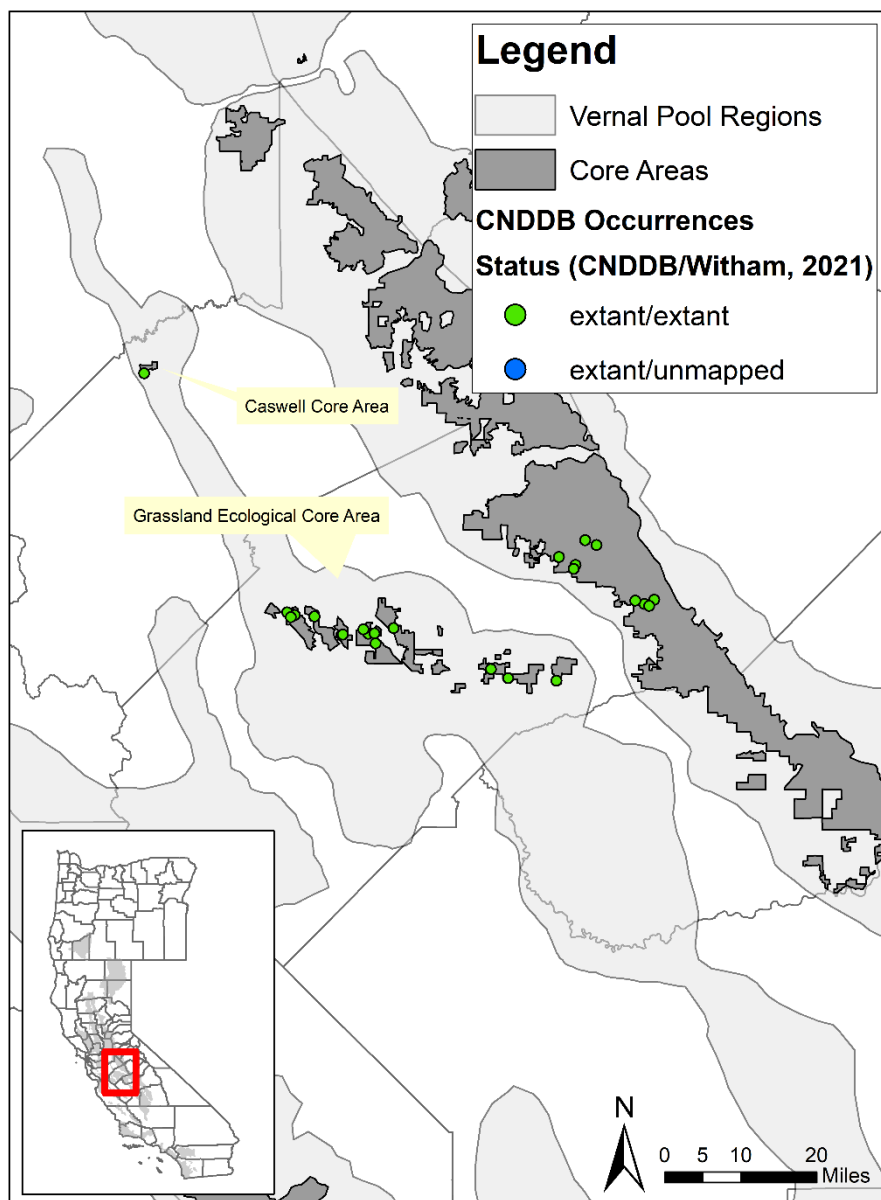 Legend
Vernal Pool Regions
Core Areas
CNDDB Occurrences
Status (CNDDB/Witham, 2021)
extant/extant
extant/unmapped
Caswell Core Area
Grassland Ecological Core Area
N
0 5 10 20
Miles